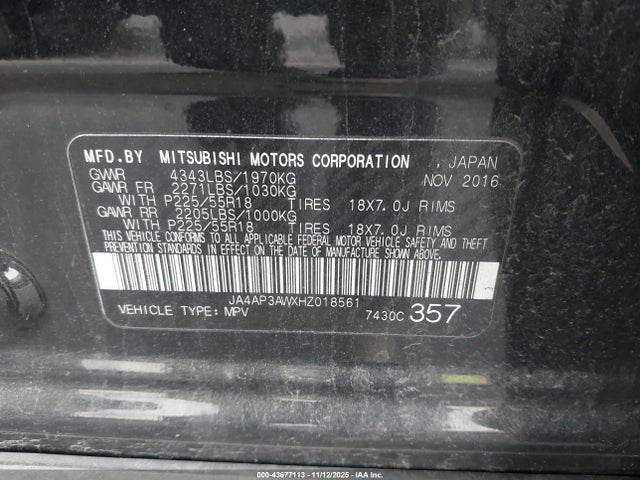 MFD.BY MITSUBISHI MOTORS CORPORATION , JAPAN
GVWR 4343LBS/1970KG NOV 2016
GAWR FR 2271LBS/1030KG
WITH P225/55R18 TIRES 18X7.0J RIMS
GAWR RR 2205LBS/1000KG
WITH P225/55R18 TIRES 18X7.0J RIMS
THIS VEHICLE CONFORMS TO ALL APPLICABLE FEDERAL MOTOR VEHICLE SAFETY AND THEFT
PREVENTION STANDARDS IN EFFECT ON THE DATE OF MANUFACTURE SHOWN ABOVE.
JA4AP3AWXHZ018561
VEHICLE TYPE: MPV 7430C 357
000-43677113 - 11/12/2025 - IAAI, Inc.